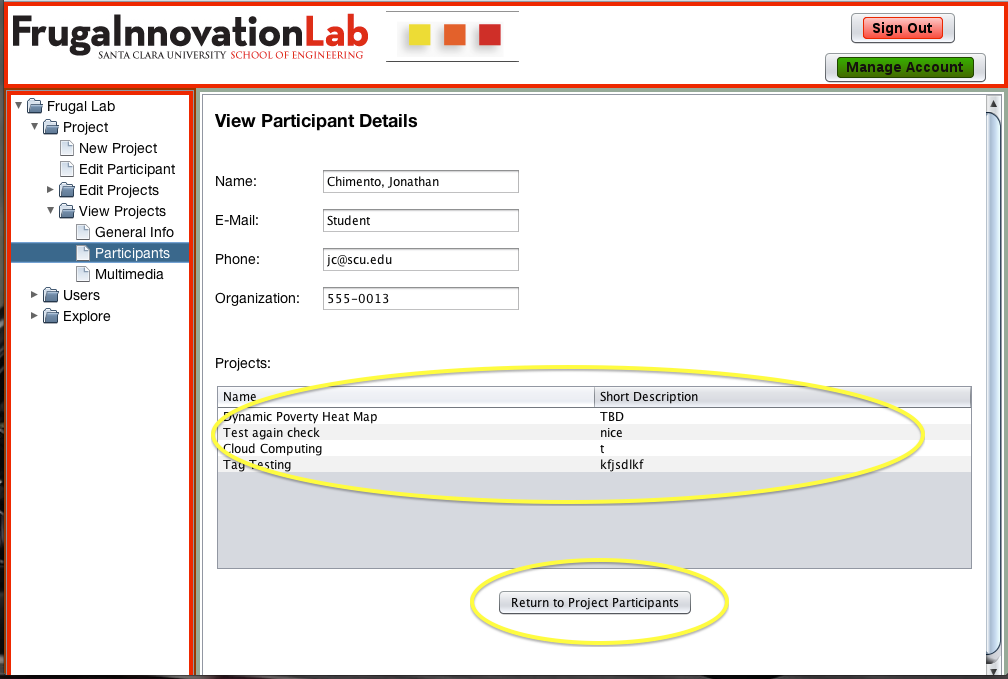 FrugaInnovationLab
SANTA CLARA UNIVERSITY SCHOOL OF ENGINEERING
Sign Out
Manage Account
Frugal Lab
Project
New Project
Edit Participant
Edit Projects
View Projects
General Info
Participants
Multimedia
Users
Explore
View Participant Details
Name: Chimento, Jonathan
E-Mail: Student
Phone: jc@scu.edu
Organization: 555-0013
Projects:
Name Short Description
Dynamic Poverty Heat Map TBD
Test again check nice
Cloud Computing t
Tag Testing kfjsdlkf
Return to Project Participants